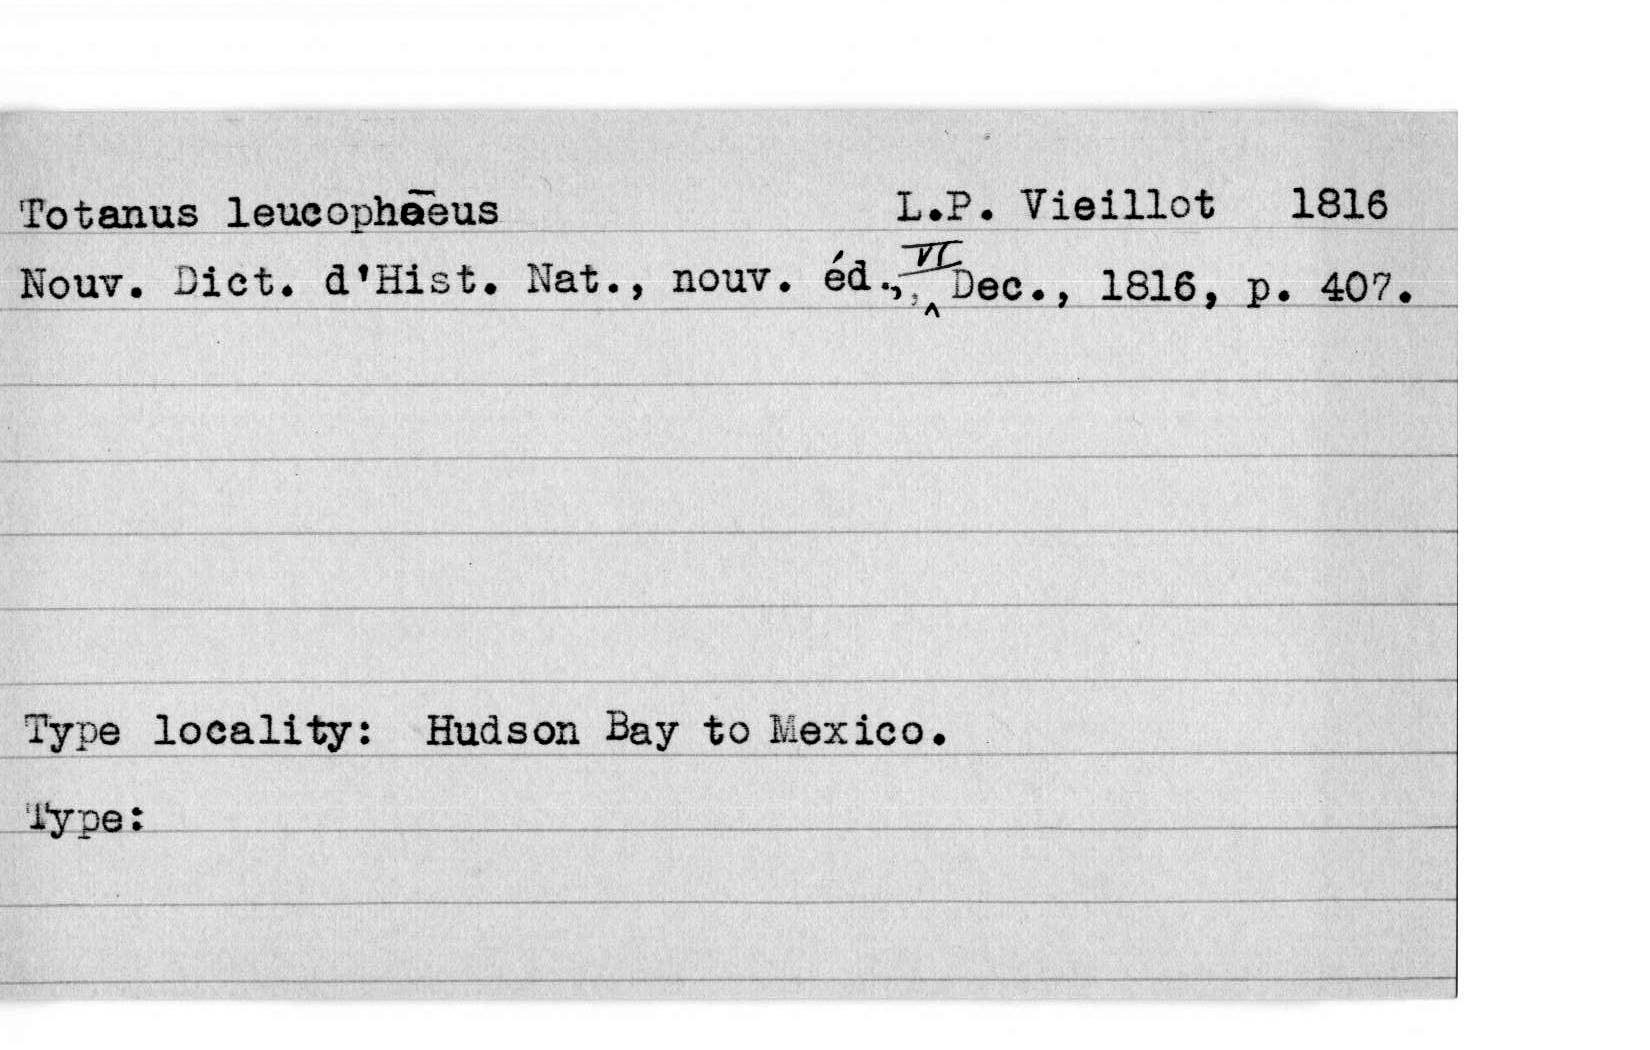 Totanus leucophaeus L.P. Vieillot 1816
Nouv. Dict. d'Hist. Nat., nouv. éd., VI, Dec., 1816, p. 407.
Type locality: Hudson Bay to Mexico.
Type: